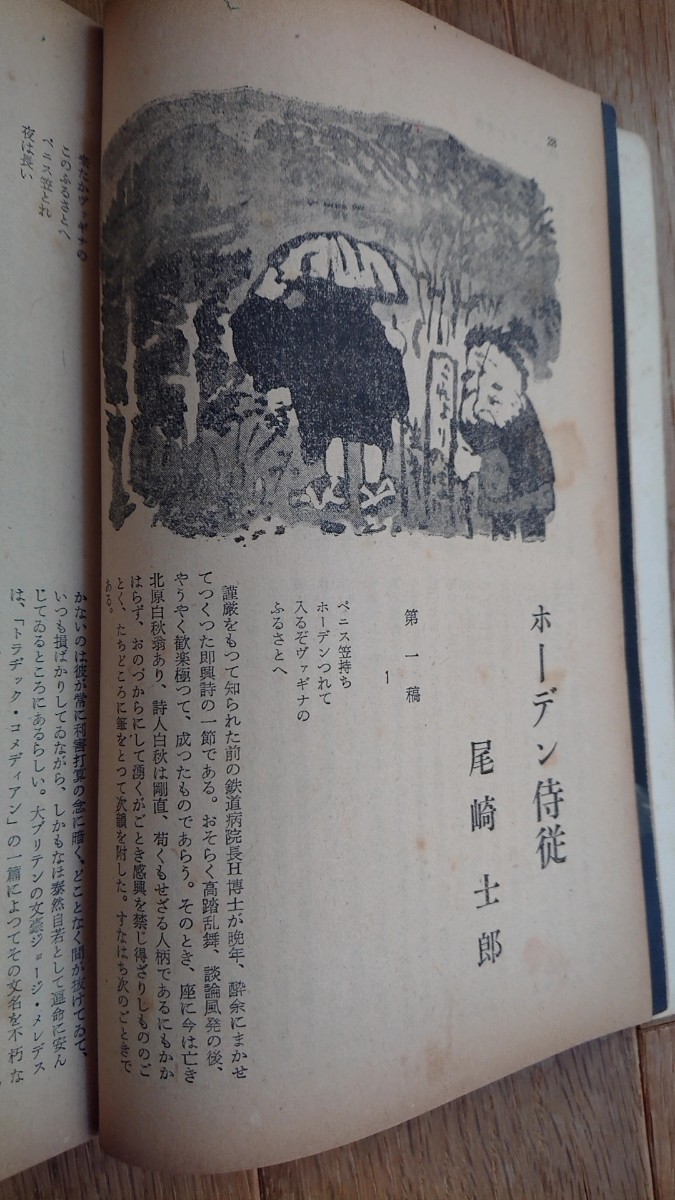 28
ホーデン侍従
尾崎士郎
第一稿
1
ペニス笠持ち
ホーデンつれて
入るぞヴァギナの
ふるさとへ
謹厳をもつて知られた前の鉄道病院長H博士が晩年、酔余にまかせ
てつくつた即興詩の一節である。おそらく高踏乱舞、談論風発の後、
やうやく歓楽極つて、成つたものであらう。そのとき、座に今は亡き
北原白秋翁あり、詩人白秋は剛直、苟くもせざる人柄であるにもかか
はらず、おのづからにして湧くがごとき感興を禁じ得ざりしもののご
とく、たちどころに筆をとつて次韻を附した。すなはち次のごときで
ある。
来たかヴァギナの
このふるさとへ
ペニス笠とれ
夜は長い
かないのは彼が常に利害打算の念に暗く、どことなく間が抜けてゐて、
いつも損ばかりしてゐながら、しかもなほ泰然自若として運命に安ん
じてゐるところにあるらしい。大ブリテンの文豪ジョージ・メレデス
は、「トラヂック・コメディアン」の一篇によつてその文名を不朽な